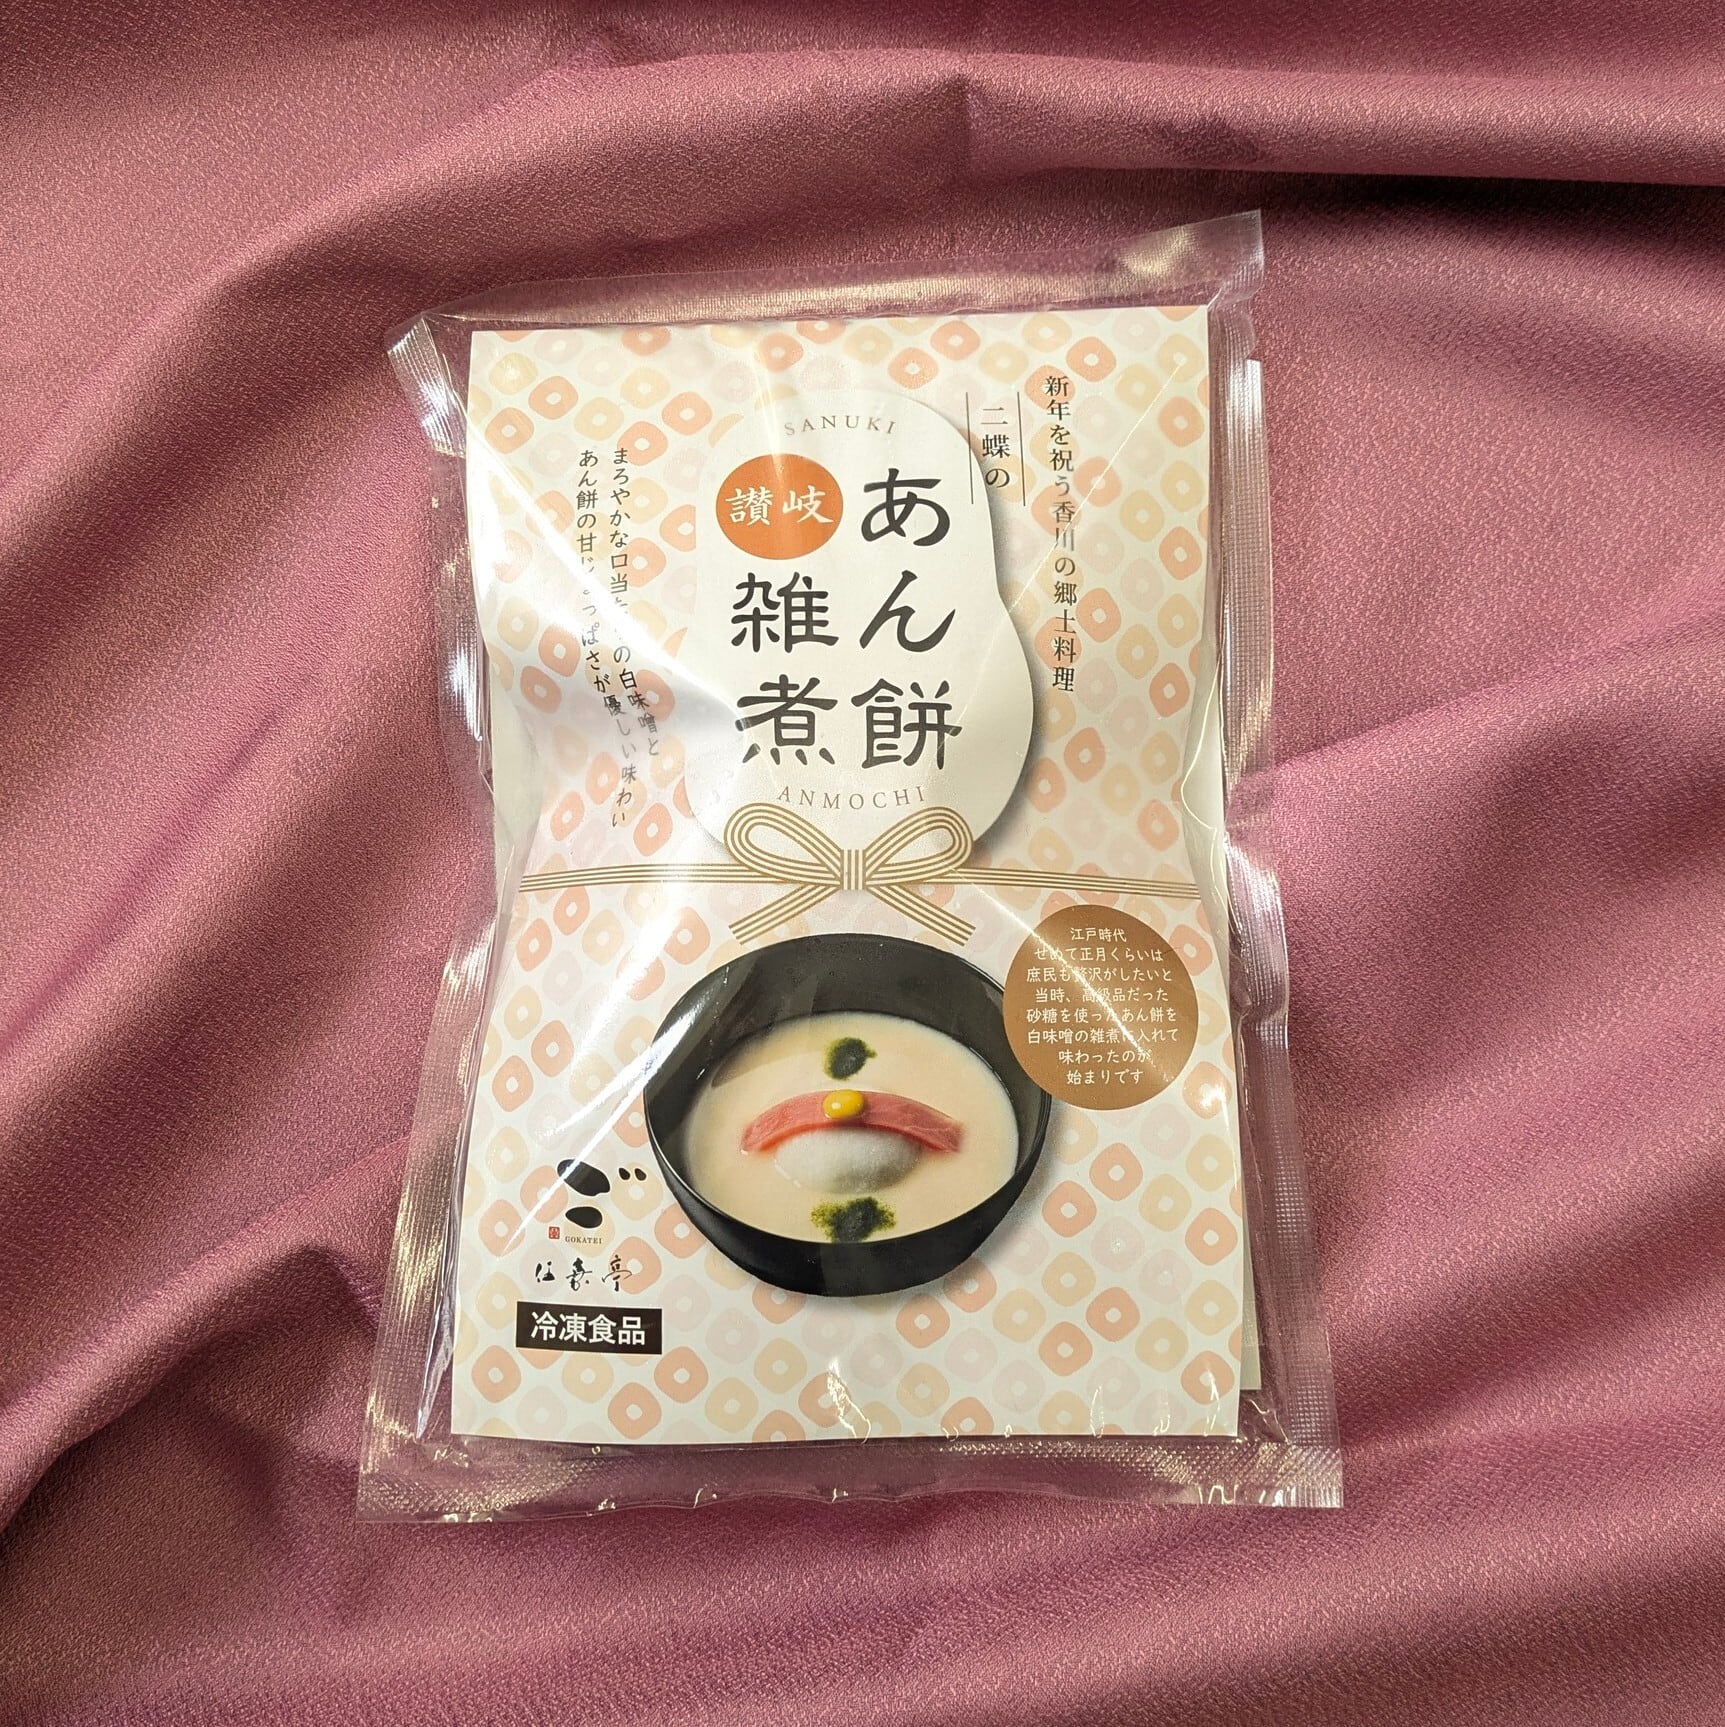 新年を祝う香川の郷土料理
二蝶の
SANUKI
讃岐
あん餅
雑煮
ANMOCHI
まろやかな口当たりの白味噌と
あん餅の甘じょっぱさが優しい味わい
江戸時代
せめて正月くらいは
庶民も贅沢がしたいと
当時、高級品だった
砂糖を使ったあん餅を
白味噌の雑煮に入れて
味わったのが
始まりです
ご
GOKATEI
冷凍食品